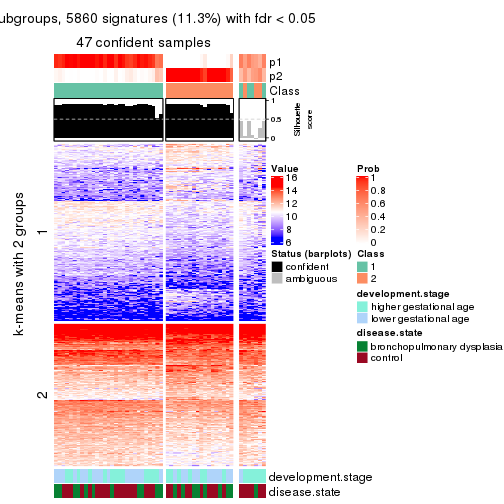 ubgroups, 5860 signatures (11.3%) with fdr < 0.05
47 confident samples
p1
p2
Class
1
0.5
0
Silhouette
score
k-means with 2 groups
1
2
Value
16
14
12
10
8
6
Prob
1
0.8
0.6
0.4
0.2
0
Status (barplots)
confident
ambiguous
Class
1
2
development.stage
higher gestational age
lower gestational age
disease.state
bronchopulmonary dysplasia
control
development.stage
disease.state